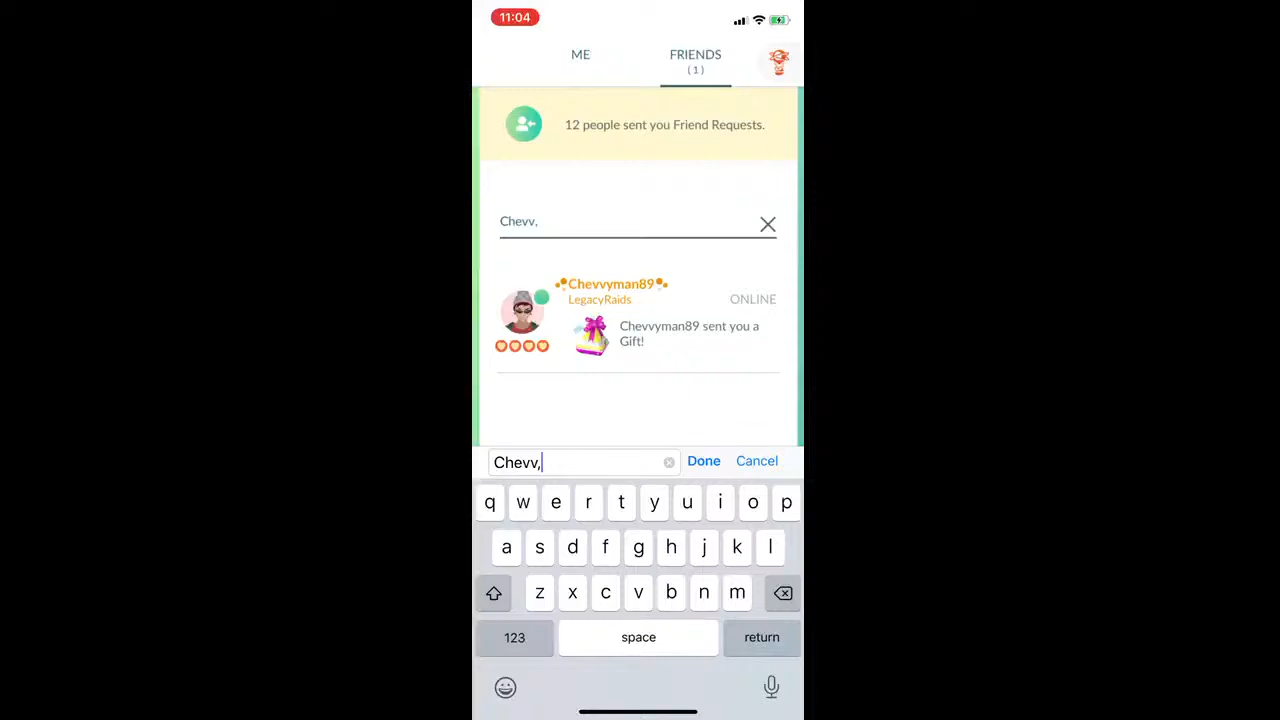 11:04
ME
FRIENDS
( 1 )
12 people sent you Friend Requests.
Chevv,
Chevvyman89
LegacyRaids
ONLINE
Chevvyman89 sent you a
Gift!
Chevv,
Done
Cancel
q w e r t y u i o p
a s d f g h j k l
z x c v b n m
123
space
return